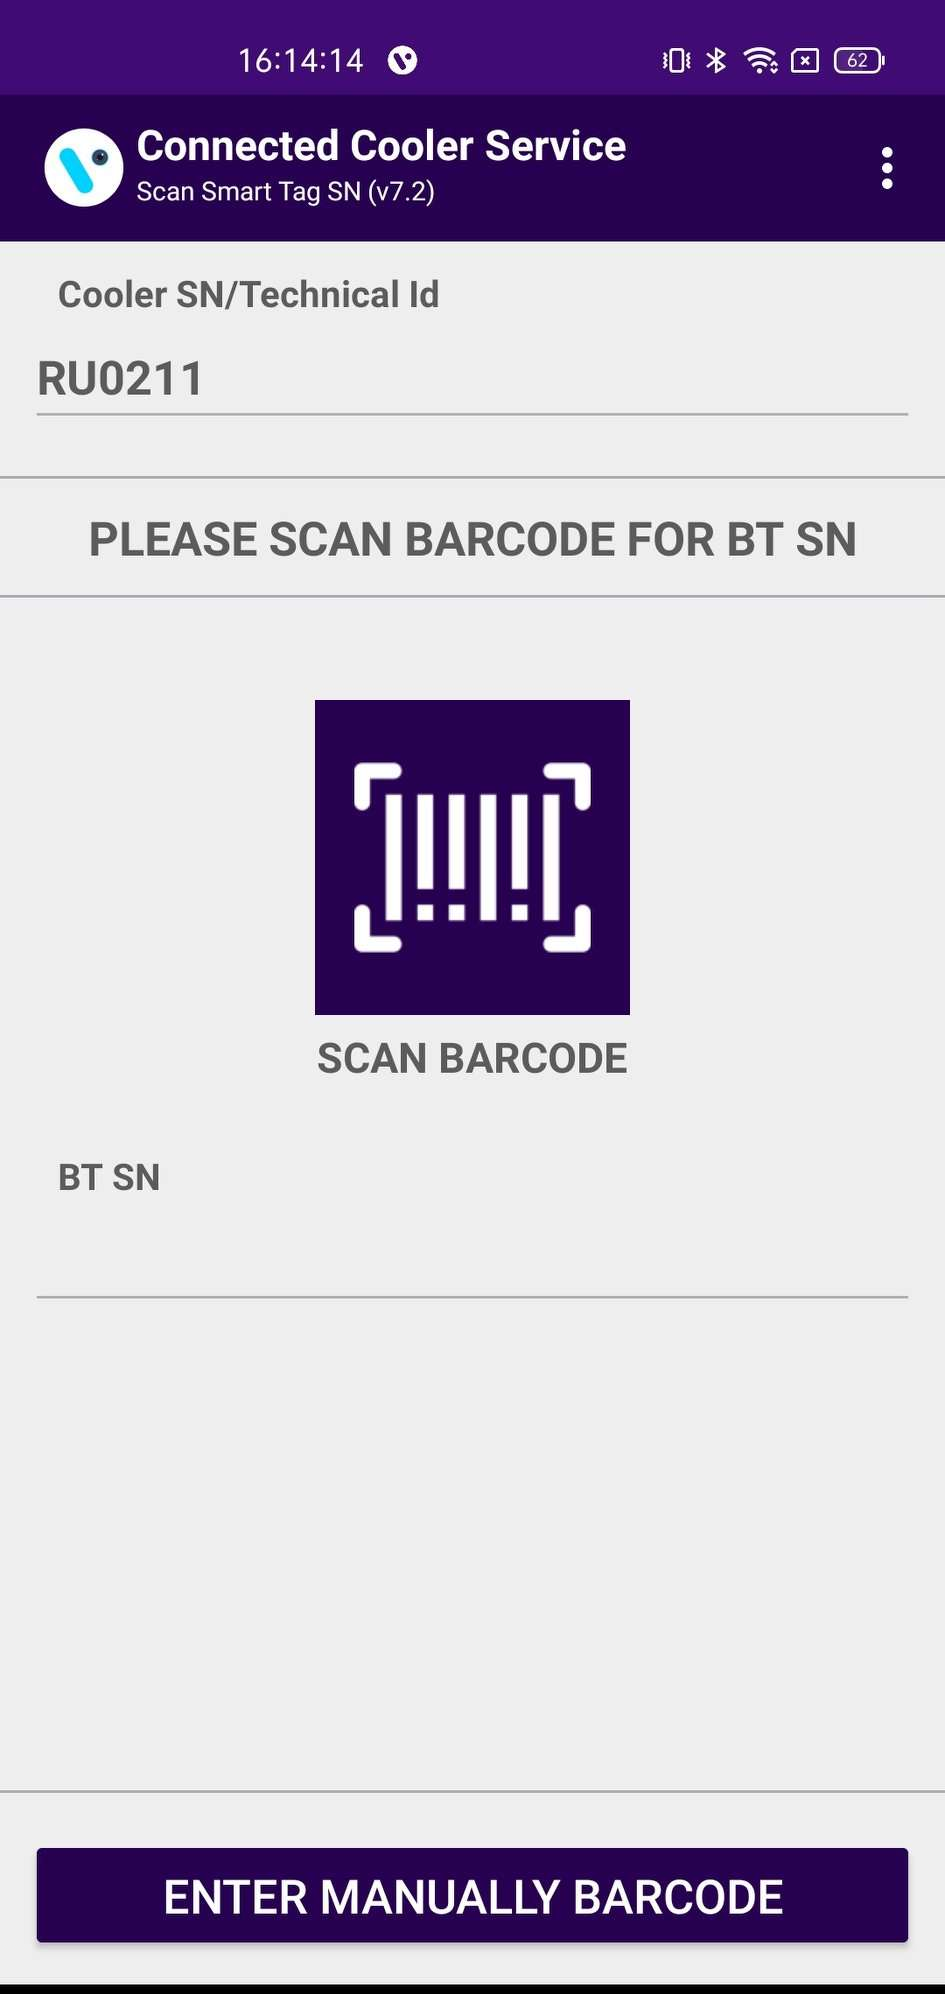 16:14:14
62
Connected Cooler Service
Scan Smart Tag SN (v7.2)
Cooler SN/Technical Id
RU0211
PLEASE SCAN BARCODE FOR BT SN
SCAN BARCODE
BT SN
ENTER MANUALLY BARCODE